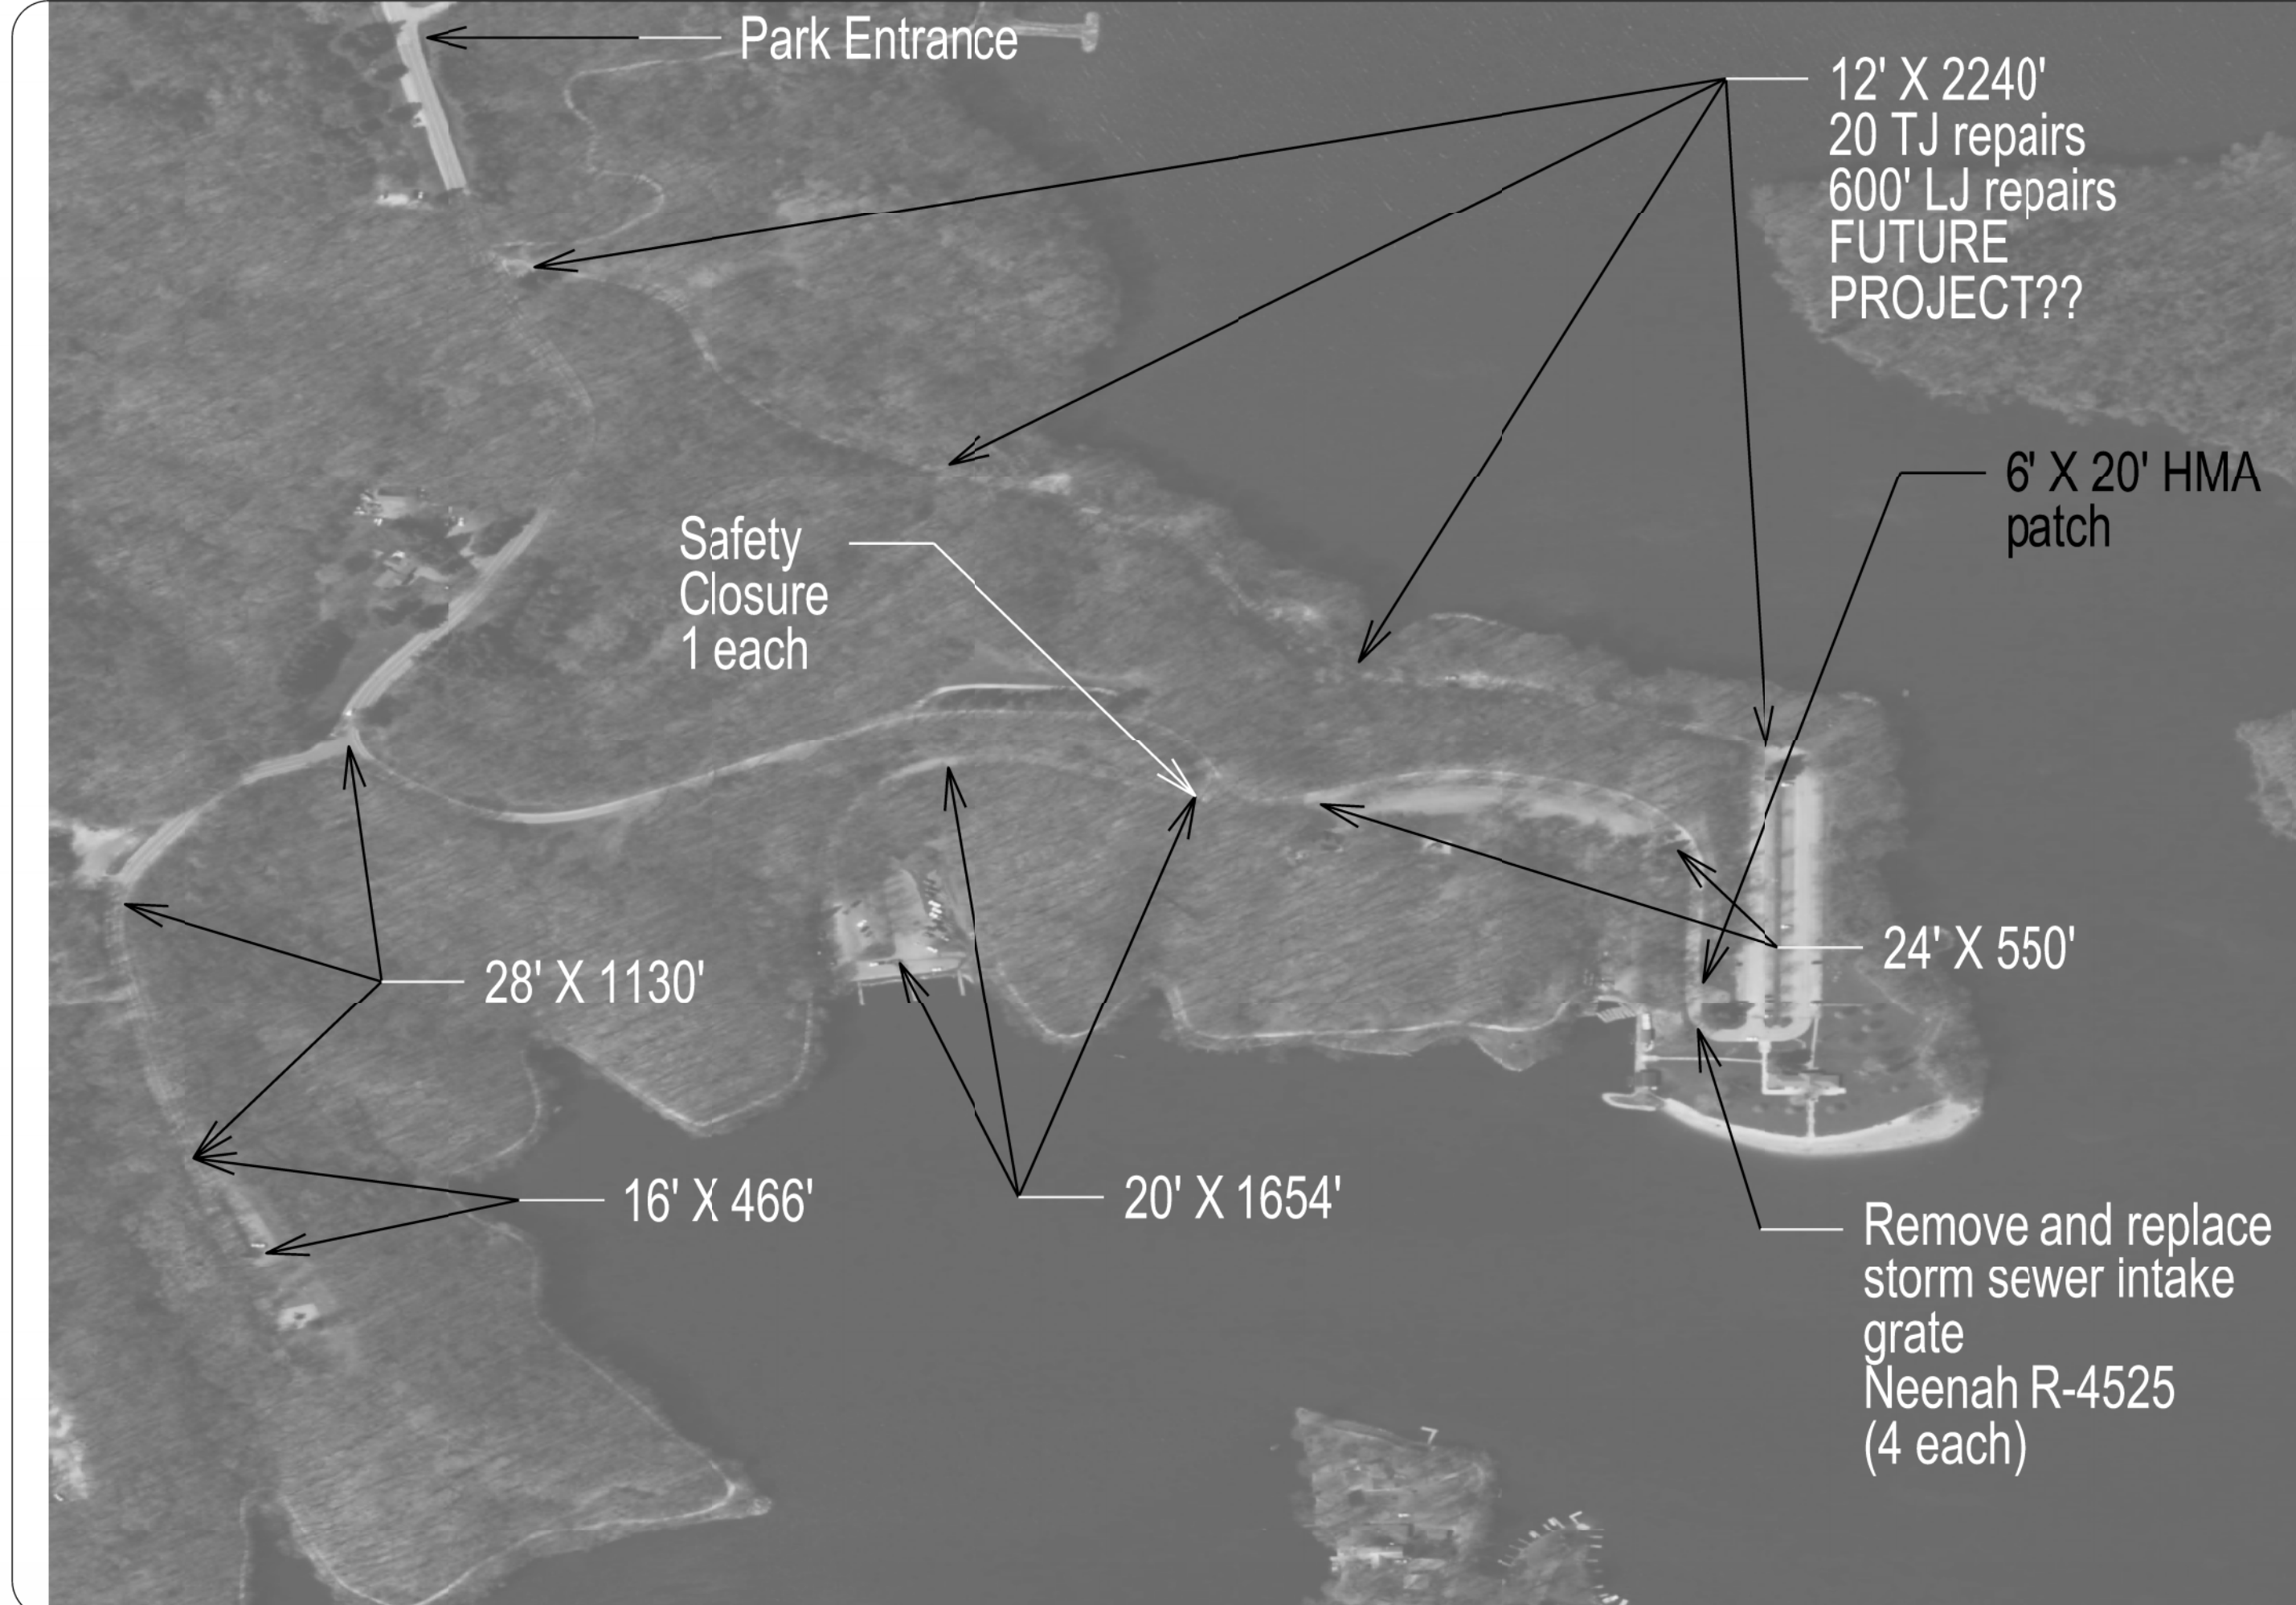 Park Entrance
12' X 2240'
20 TJ repairs
600' LJ repairs
FUTURE
PROJECT??
6' X 20' HMA
patch
Safety
Closure
1 each
24' X 550'
28' X 1130'
16' X 466'
20' X 1654'
Remove and replace
storm sewer intake
grate
Neenah R-4525
(4 each)